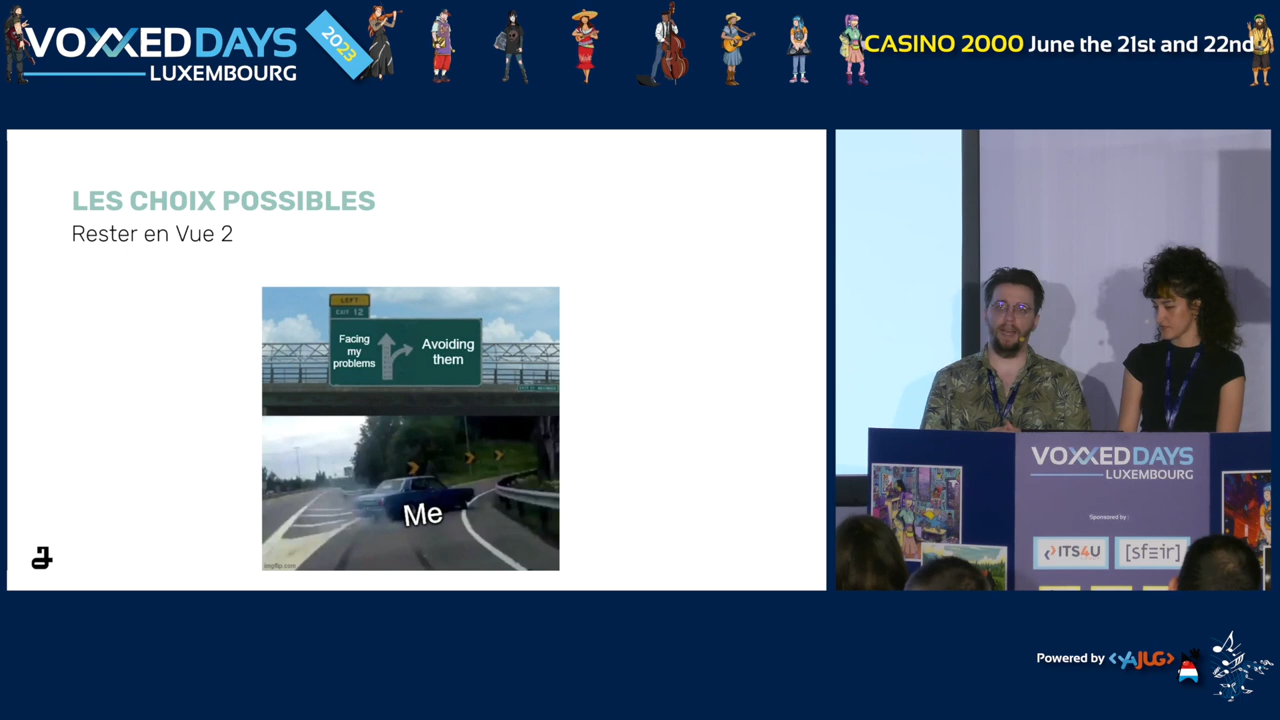 VOXXEDDAYS
LUXEMBOURG
2023
CASINO 2000 June the 21st and 22nd
LES CHOIX POSSIBLES
Rester en Vue 2
LEFT
EXIT 12
Facing
my
problems
Avoiding
them
Me
imgflip.com
VOXXEDDAYS
LUXEMBOURG
Sponsored by :
ITS4U
[sfeir]
Powered by <YAJUG>